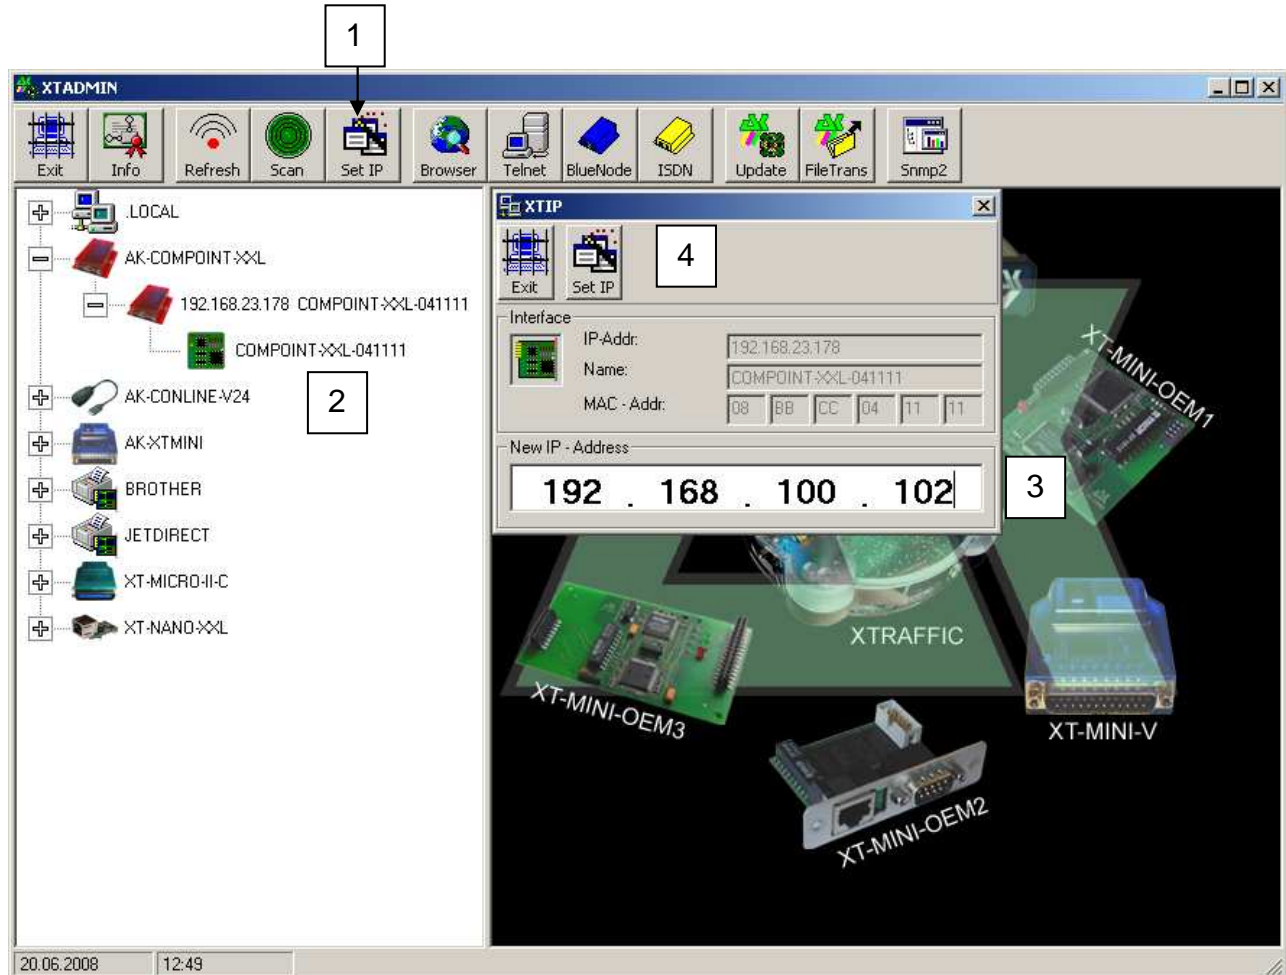 1
XTADMIN
Exit Info Refresh Scan Set IP Browser Telnet BlueNode ISDN Update FileTrans Snmp2
.LOCAL
AK-COMPOINT-XXL
192.168.23.178 COMPOINT-XXL-041111
COMPOINT-XXL-041111
2
AK-CONLINE-V24
AK-XTMINI
BROTHER
JETDIRECT
XT-MICRO-II-C
XT-NANO-XXL
XTIP
Exit Set IP
4
Interface
IP-Addr: 192.168.23.178
Name: COMPOINT-XXL-041111
MAC - Addr: 08 BB CC 04 11 11
New IP - Address
192 . 168 . 100 . 102
3
XT-MINI-OEM1
XTRAFFIC
XT-MINI-OEM3
XT-MINI-V
XT-MINI-OEM2
20.06.2008 12:49